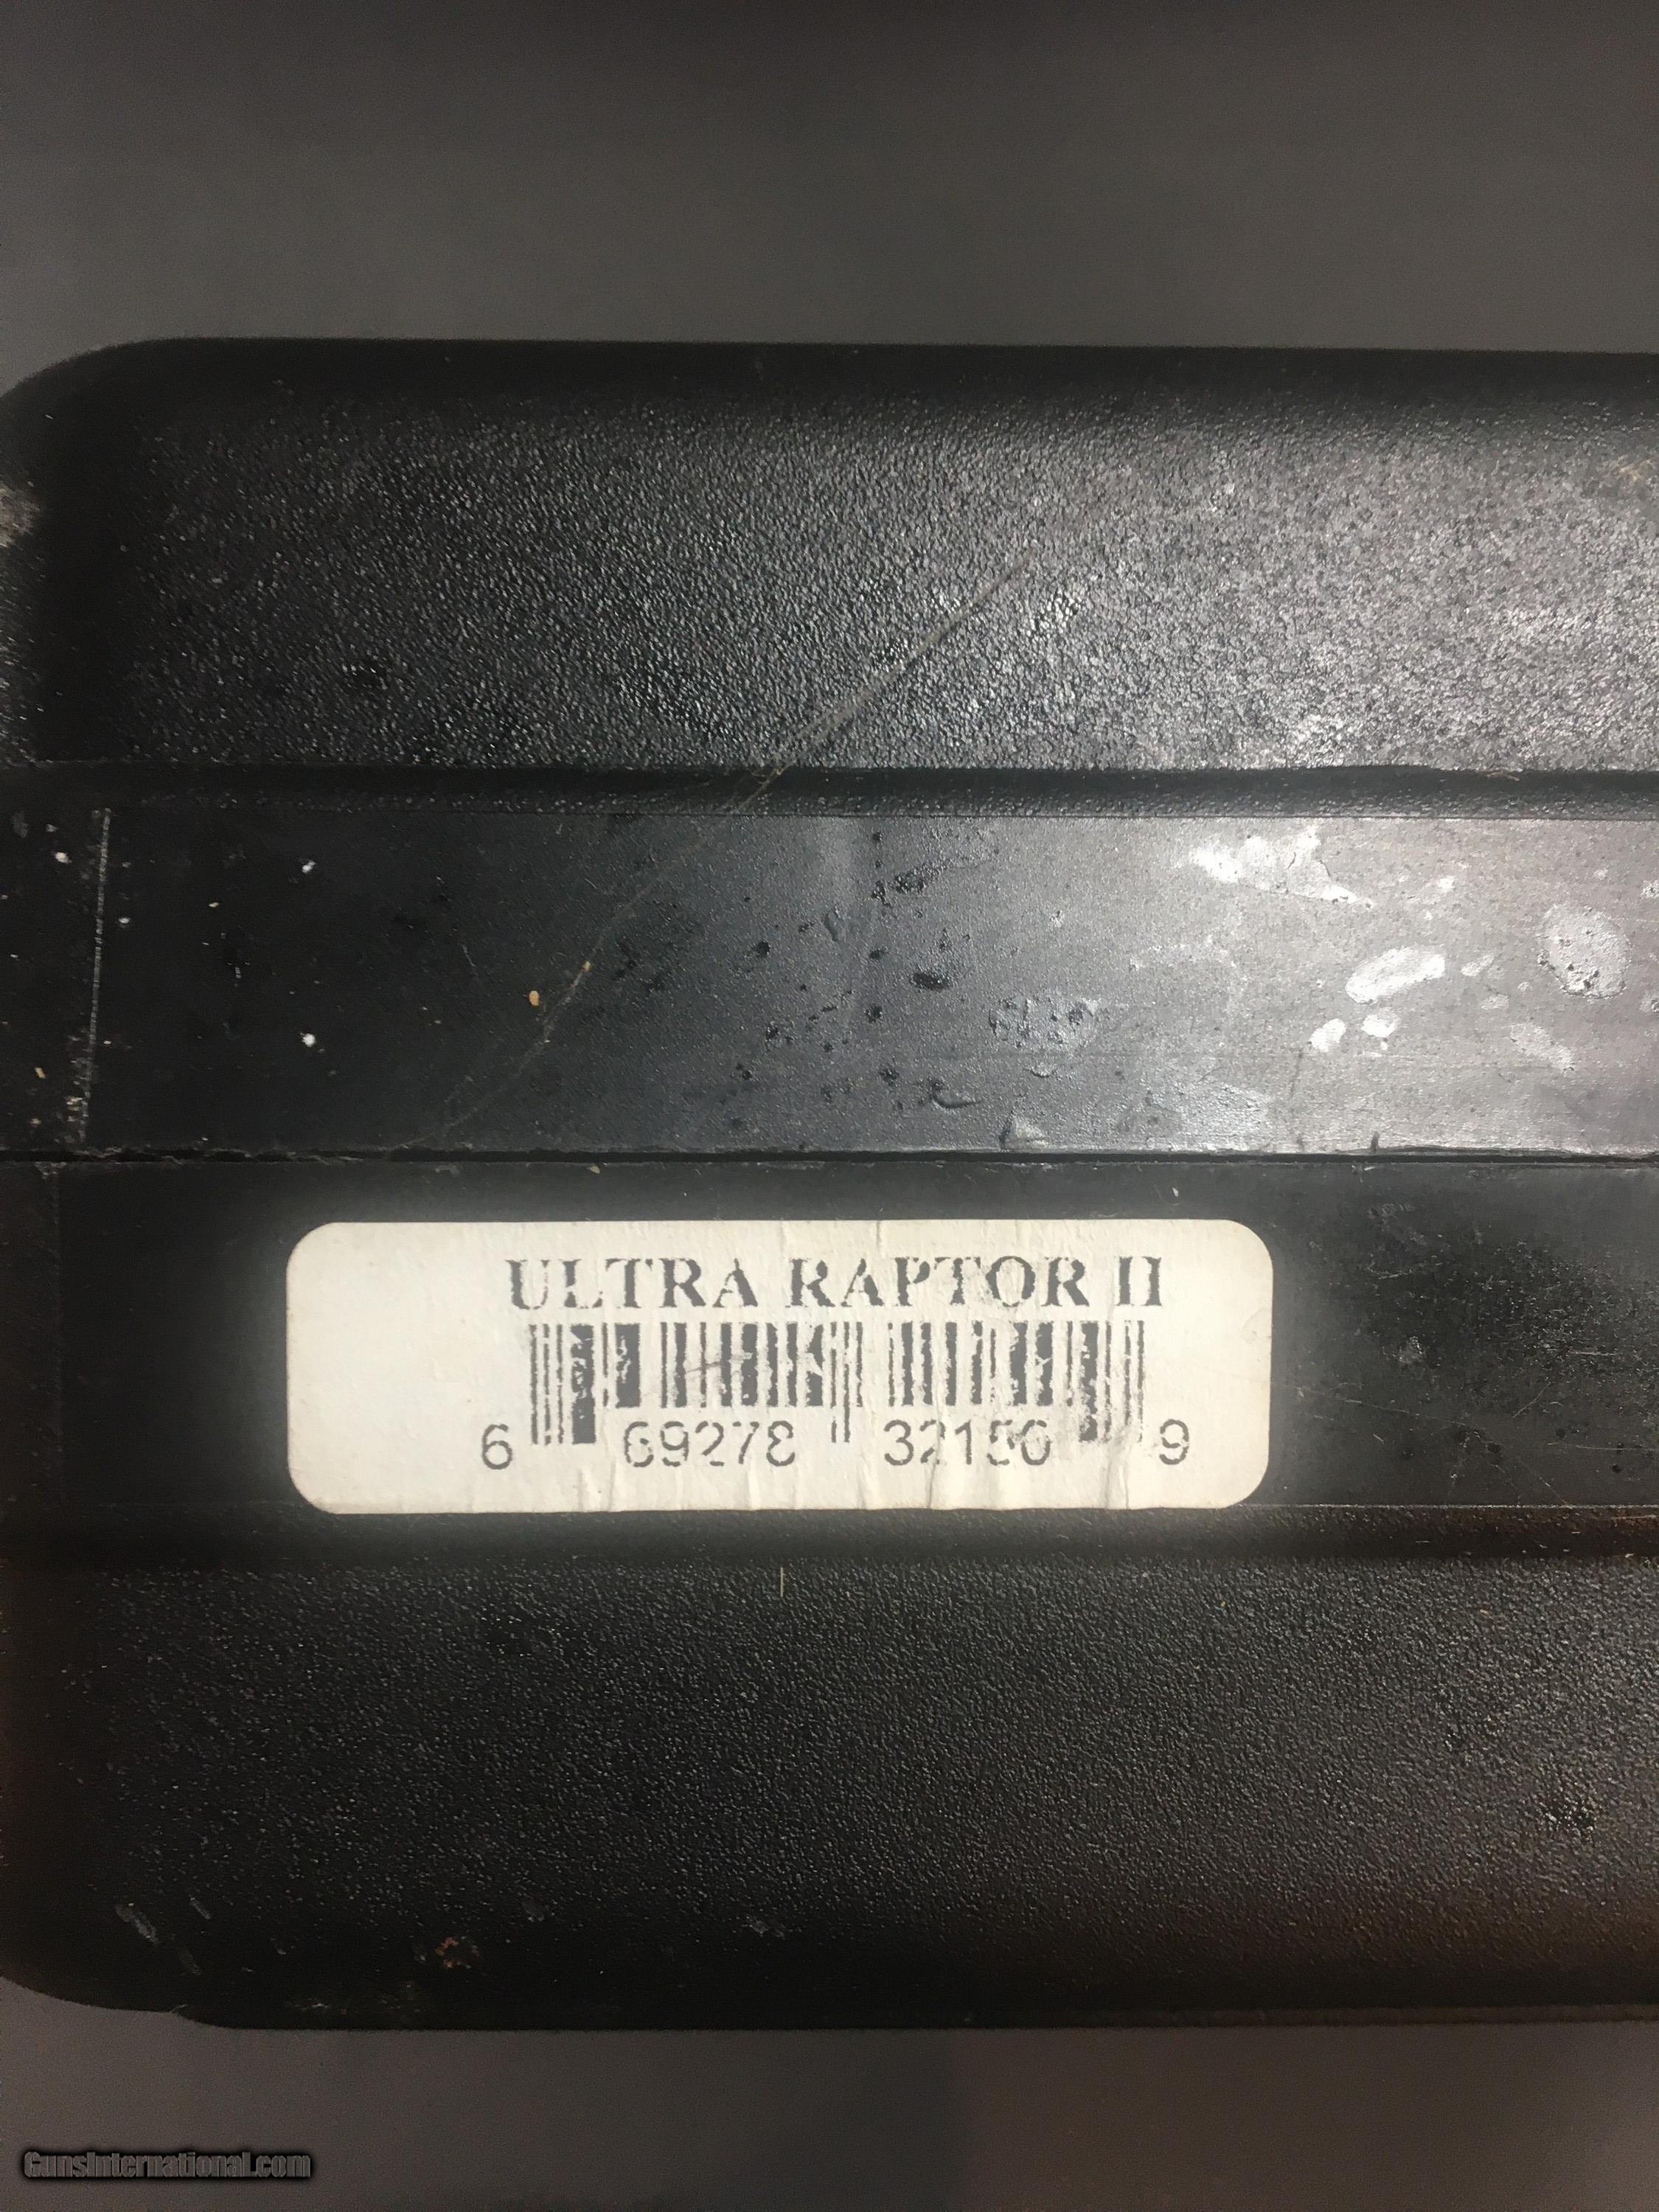 ULTRA RAPTOR II
6 69278 32150 9
GunsInternational.com